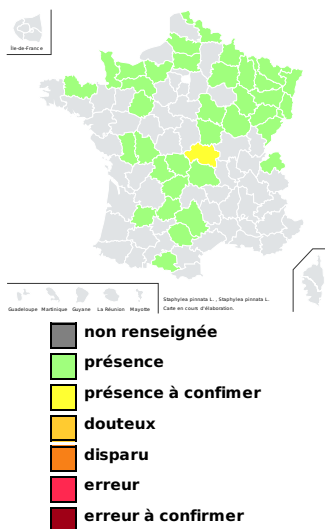 Île-de-France
Guadeloupe Martinique Guyane La Réunion Mayotte
Staphylea pinnata L. , Staphylea pinnata L.
Carte en cours d'élaboration.
non renseignée
présence
présence à confimer
douteux
disparu
erreur
erreur à confirmer